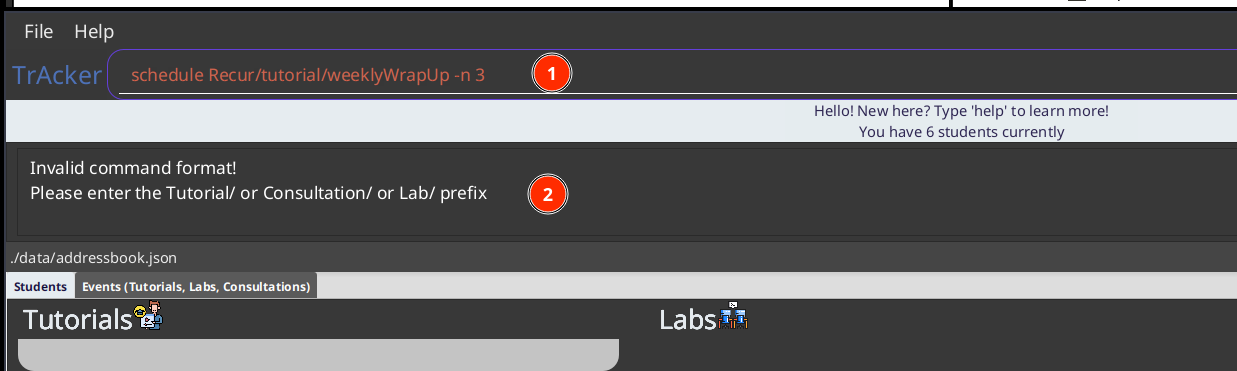 File Help
TrAcker schedule Recur/tutorial/weeklyWrapUp -n 3 1
Hello! New here? Type 'help' to learn more!
You have 6 students currently
Invalid command format!
Please enter the Tutorial/ or Consultation/ or Lab/ prefix 2
./data/addressbook.json
Students Events (Tutorials, Labs, Consultations)
Tutorials Labs